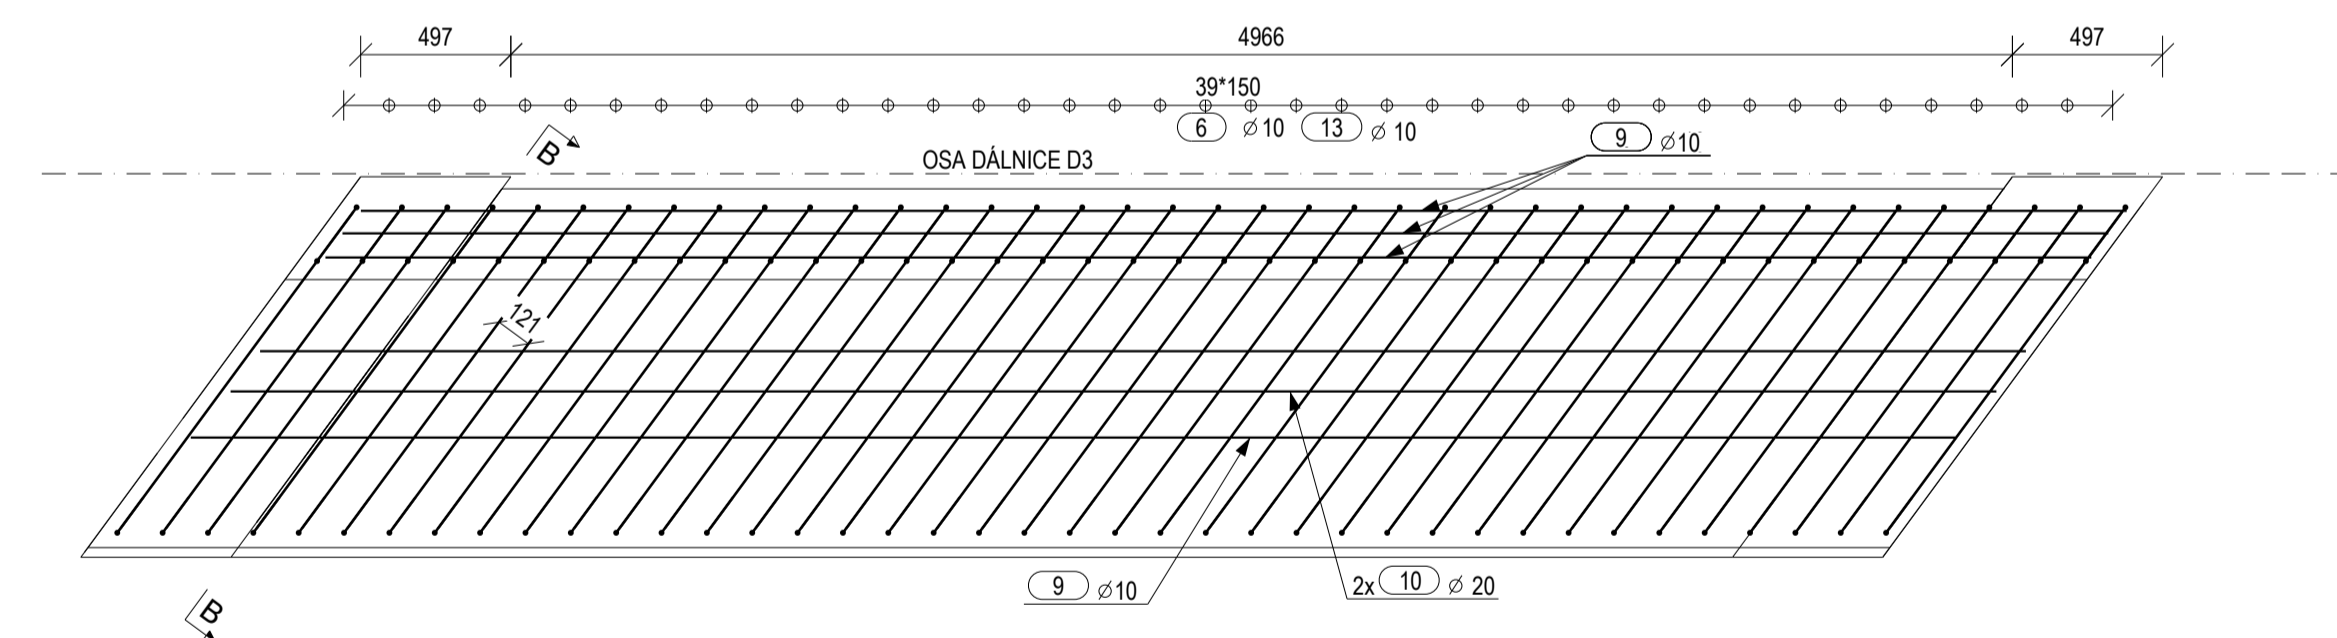 497 4966 497
39*150
6 ⌀10 13 ⌀ 10
9 ⌀10
B
OSA DÁLNICE D3
121
9 ⌀10
2x 10 ⌀ 20
B